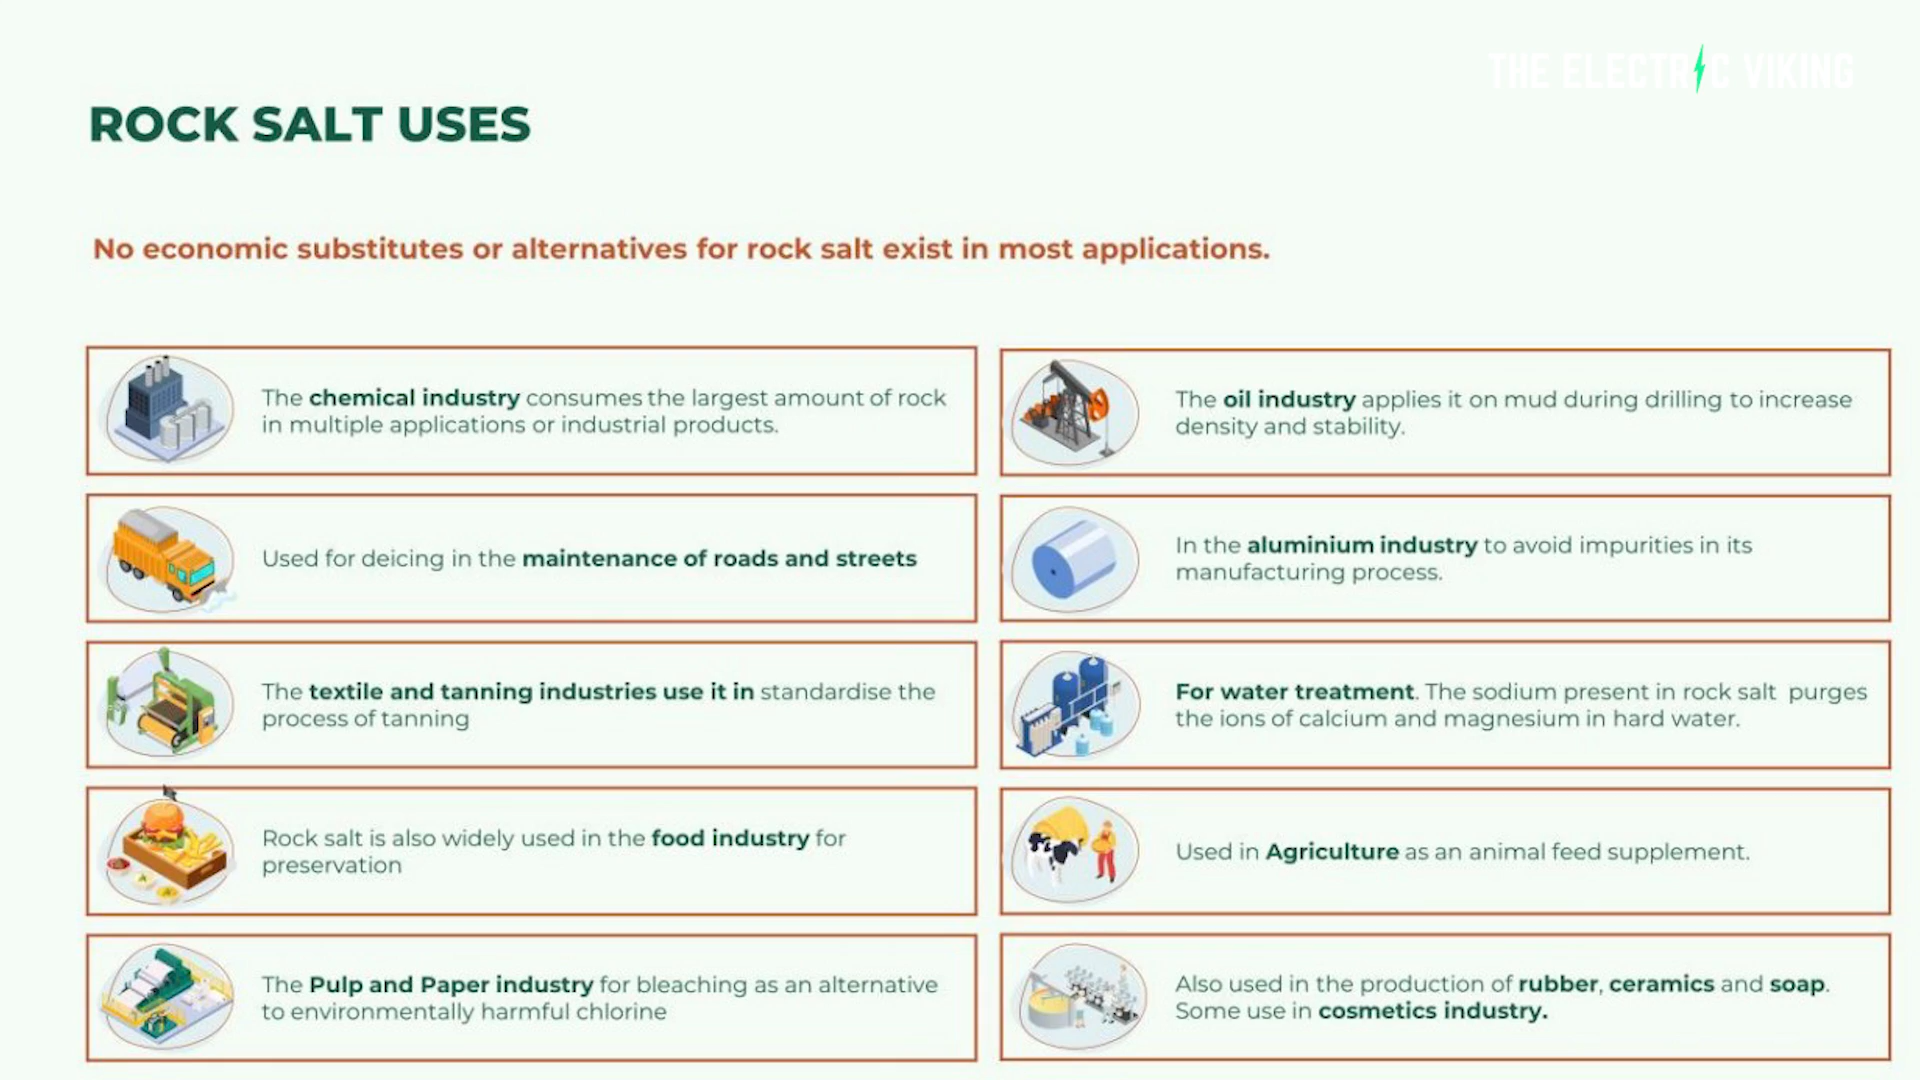 THE ELECTRIC VIKING
ROCK SALT USES
No economic substitutes or alternatives for rock salt exist in most applications.
The chemical industry consumes the largest amount of rock
in multiple applications or industrial products.
Used for deicing in the maintenance of roads and streets
The textile and tanning industries use it in standardise the
process of tanning
Rock salt is also widely used in the food industry for
preservation
The Pulp and Paper industry for bleaching as an alternative
to environmentally harmful chlorine
The oil industry applies it on mud during drilling to increase
density and stability.
In the aluminium industry to avoid impurities in its
manufacturing process.
For water treatment. The sodium present in rock salt purges
the ions of calcium and magnesium in hard water.
Used in Agriculture as an animal feed supplement.
Also used in the production of rubber, ceramics and soap.
Some use in cosmetics industry.